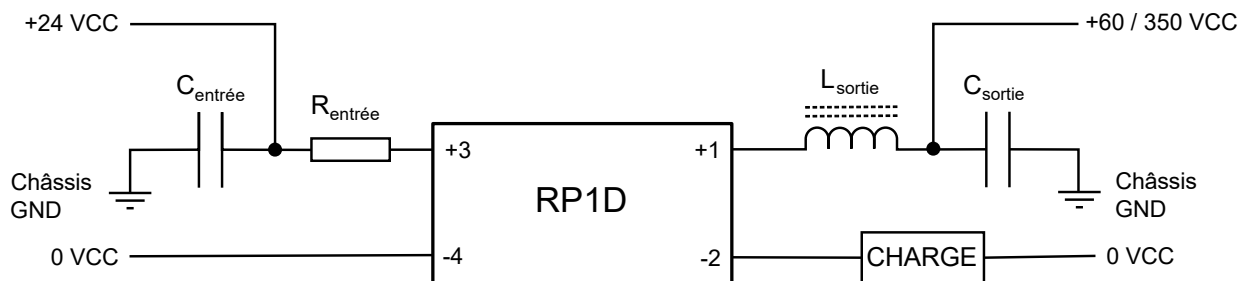 +24 VCC
+60 / 350 VCC
Centrée
Rentrée
Lsortie
Csortie
+3
+1
RP1D
Châssis
GND
Châssis
GND
0 VCC
-4
-2
CHARGE
0 VCC